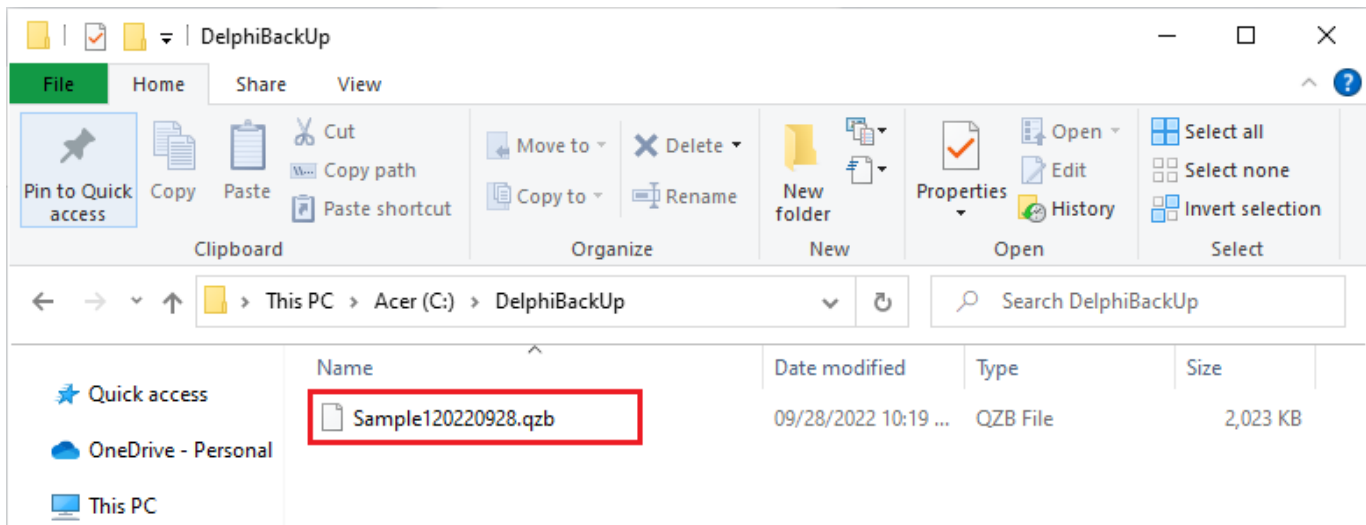 DelphiBackUp
File Home Share View
Pin to Quick access
Copy
Paste
Cut
Copy path
Paste shortcut
Clipboard
Move to
Copy to
Delete
Rename
Organize
New folder
New
Properties
Open
Edit
History
Open
Select all
Select none
Invert selection
Select
This PC > Acer (C:) > DelphiBackUp
Search DelphiBackUp
Name Date modified Type Size
Quick access
OneDrive - Personal
This PC
Sample120220928.qzb 09/28/2022 10:19 ... QZB File 2,023 KB